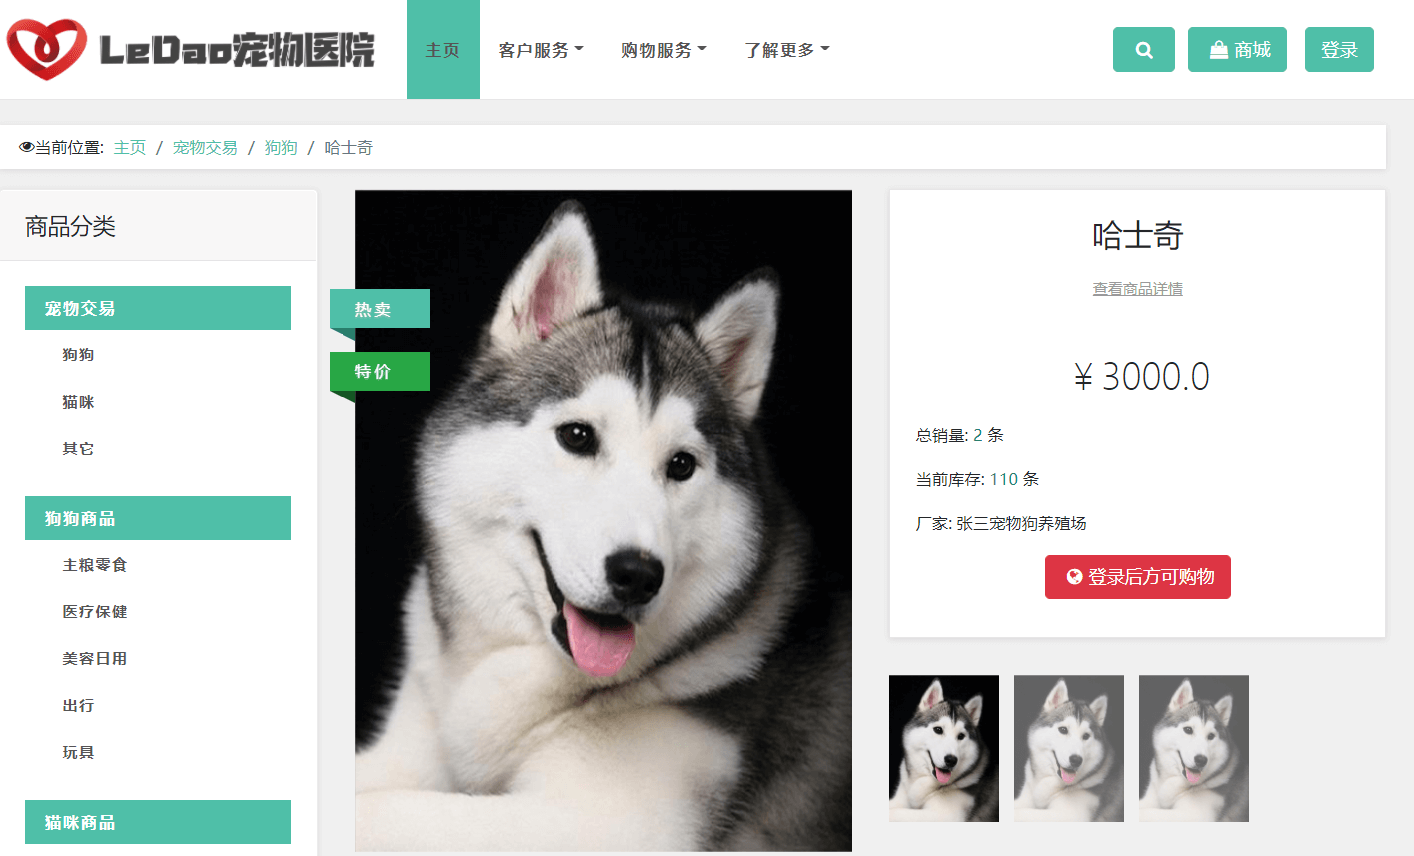 LeDao宠物医院
主页
客户服务
购物服务
了解更多
商城
登录
当前位置: 主页 / 宠物交易 / 狗狗 / 哈士奇
商品分类
宠物交易
狗狗
猫咪
其它
狗狗商品
主粮零食
医疗保健
美容日用
出行
玩具
猫咪商品
热卖
特价
哈士奇
查看商品详情
¥ 3000.0
总销量: 2 条
当前库存: 110 条
厂家: 张三宠物狗养殖场
登录后方可购物